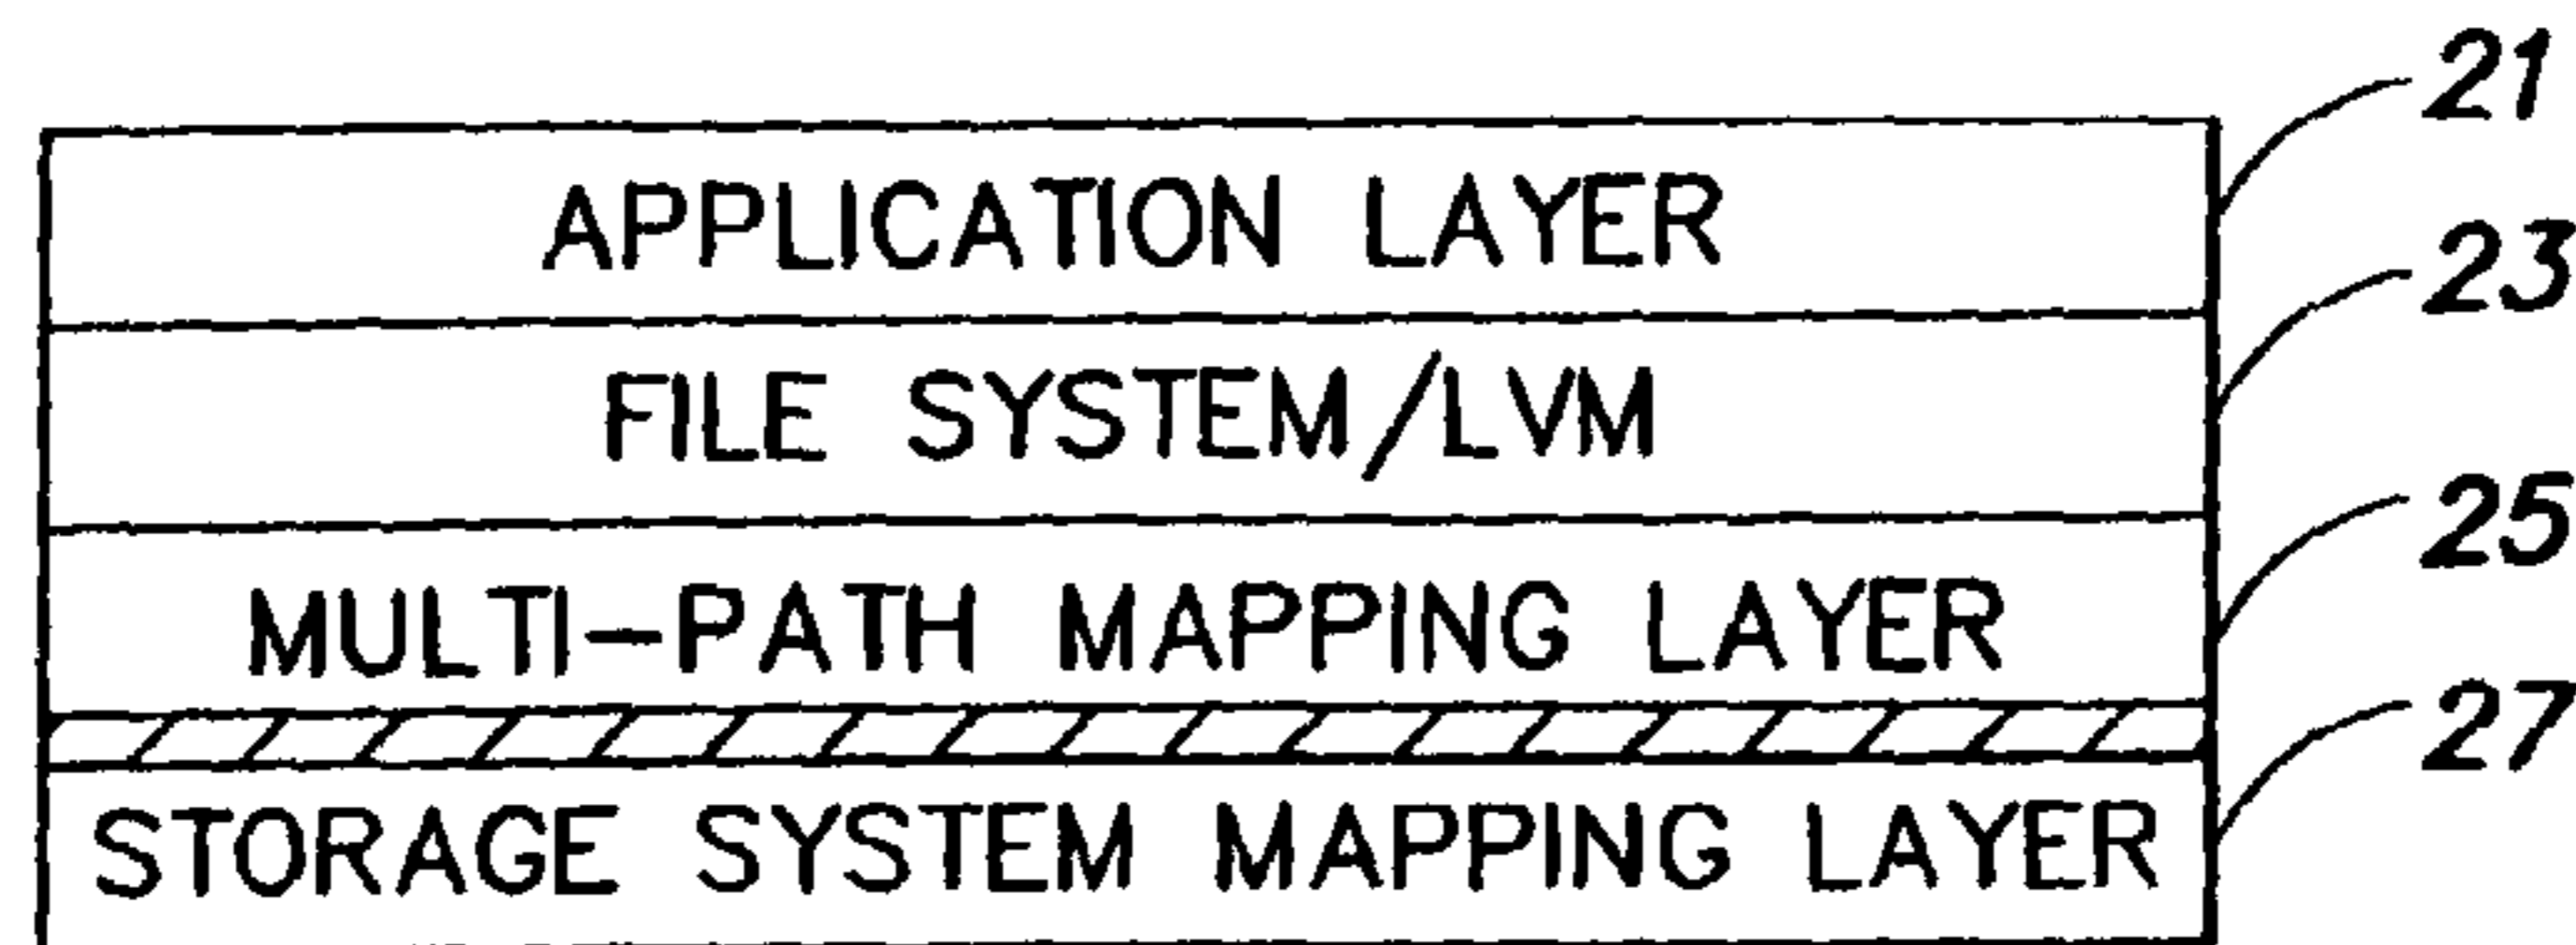 21
APPLICATION LAYER
23
FILE SYSTEM/LVM
25
MULTI-PATH MAPPING LAYER
27
STORAGE SYSTEM MAPPING LAYER